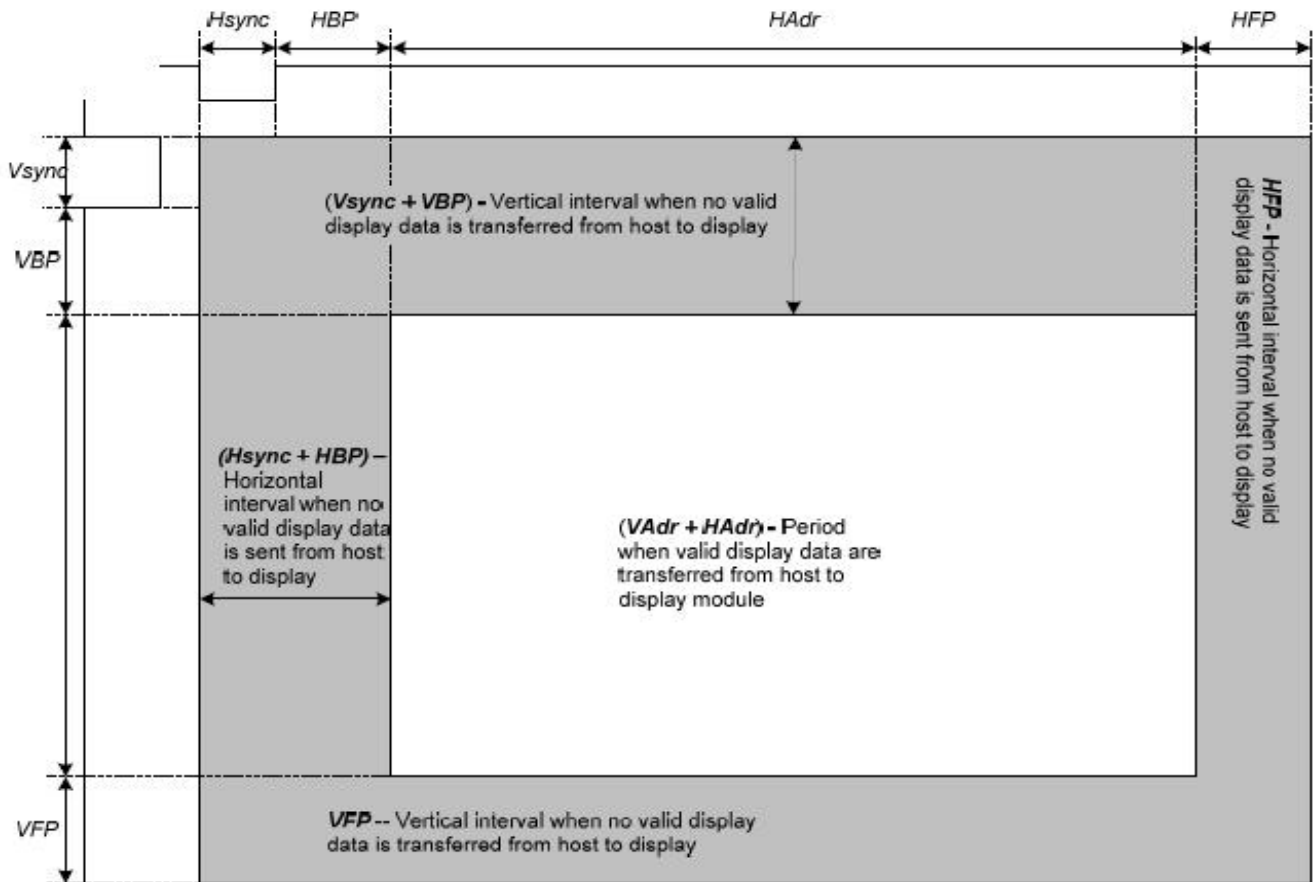 Hsync HBP HAdr HFP
Vsync
VBP
(Vsync + VBP) - Vertical interval when no valid
display data is transferred from host to display
HFP - Horizontal interval when no valid
display data is sent from host to display
(Hsync + HBP) –
Horizontal
interval when no
valid display data
is sent from host
to display
(VAdr + HAdr) - Period
when valid display data are
transferred from host to
display module
VFP
VFP -- Vertical interval when no valid display
data is transferred from host to display